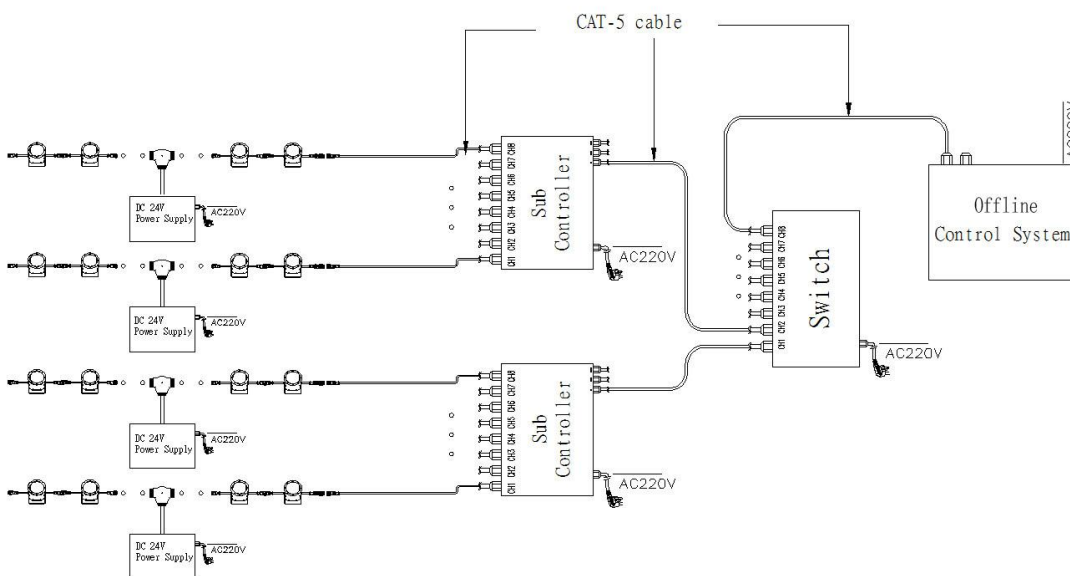 CAT-5 cable
AC220V
Offline
Control System
CH8
CH7
CH6
CH5
CH4
CH3
CH2
CH1
Sub
Controller
AC220V
DC 24V
Power Supply
AC220V
DC 24V
Power Supply
AC220V
CH8
CH7
CH6
CH5
CH4
CH3
CH2
CH1
Switch
AC220V
CH8
CH7
CH6
CH5
CH4
CH3
CH2
CH1
Sub
Controller
AC220V
DC 24V
Power Supply
AC220V
DC 24V
Power Supply
AC220V